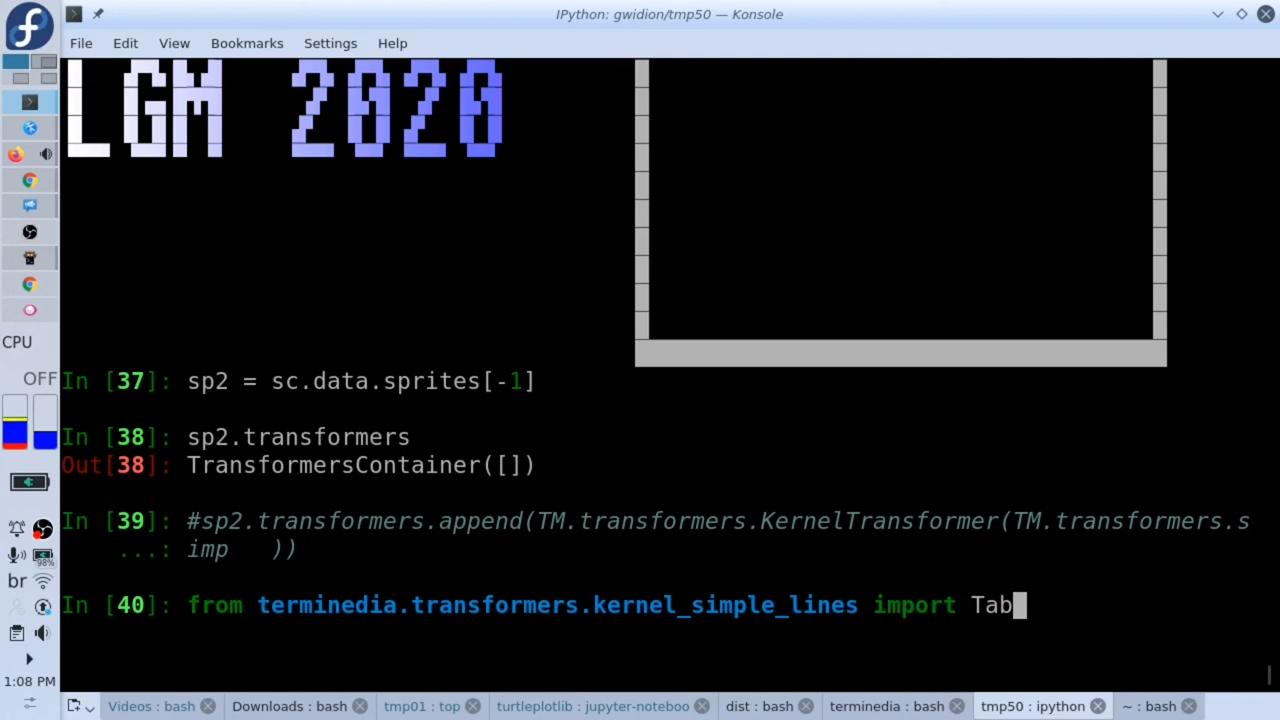 IPython: gwidion/tmp50 — Konsole
File Edit View Bookmarks Settings Help
LGM 2020
CPU
OFF
In [37]: sp2 = sc.data.sprites[-1]
In [38]: sp2.transformers
Out[38]: TransformersContainer([])
In [39]: #sp2.transformers.append(TM.transformers.KernelTransformer(TM.transformers.s
...: imp ))
In [40]: from terminedia.transformers.kernel_simple_lines import Tab
98%
br
1:08 PM
Videos : bash Downloads : bash tmp01 : top turtleplotlib : jupyter-noteboo dist : bash terminedia : bash tmp50 : ipython ~ : bash